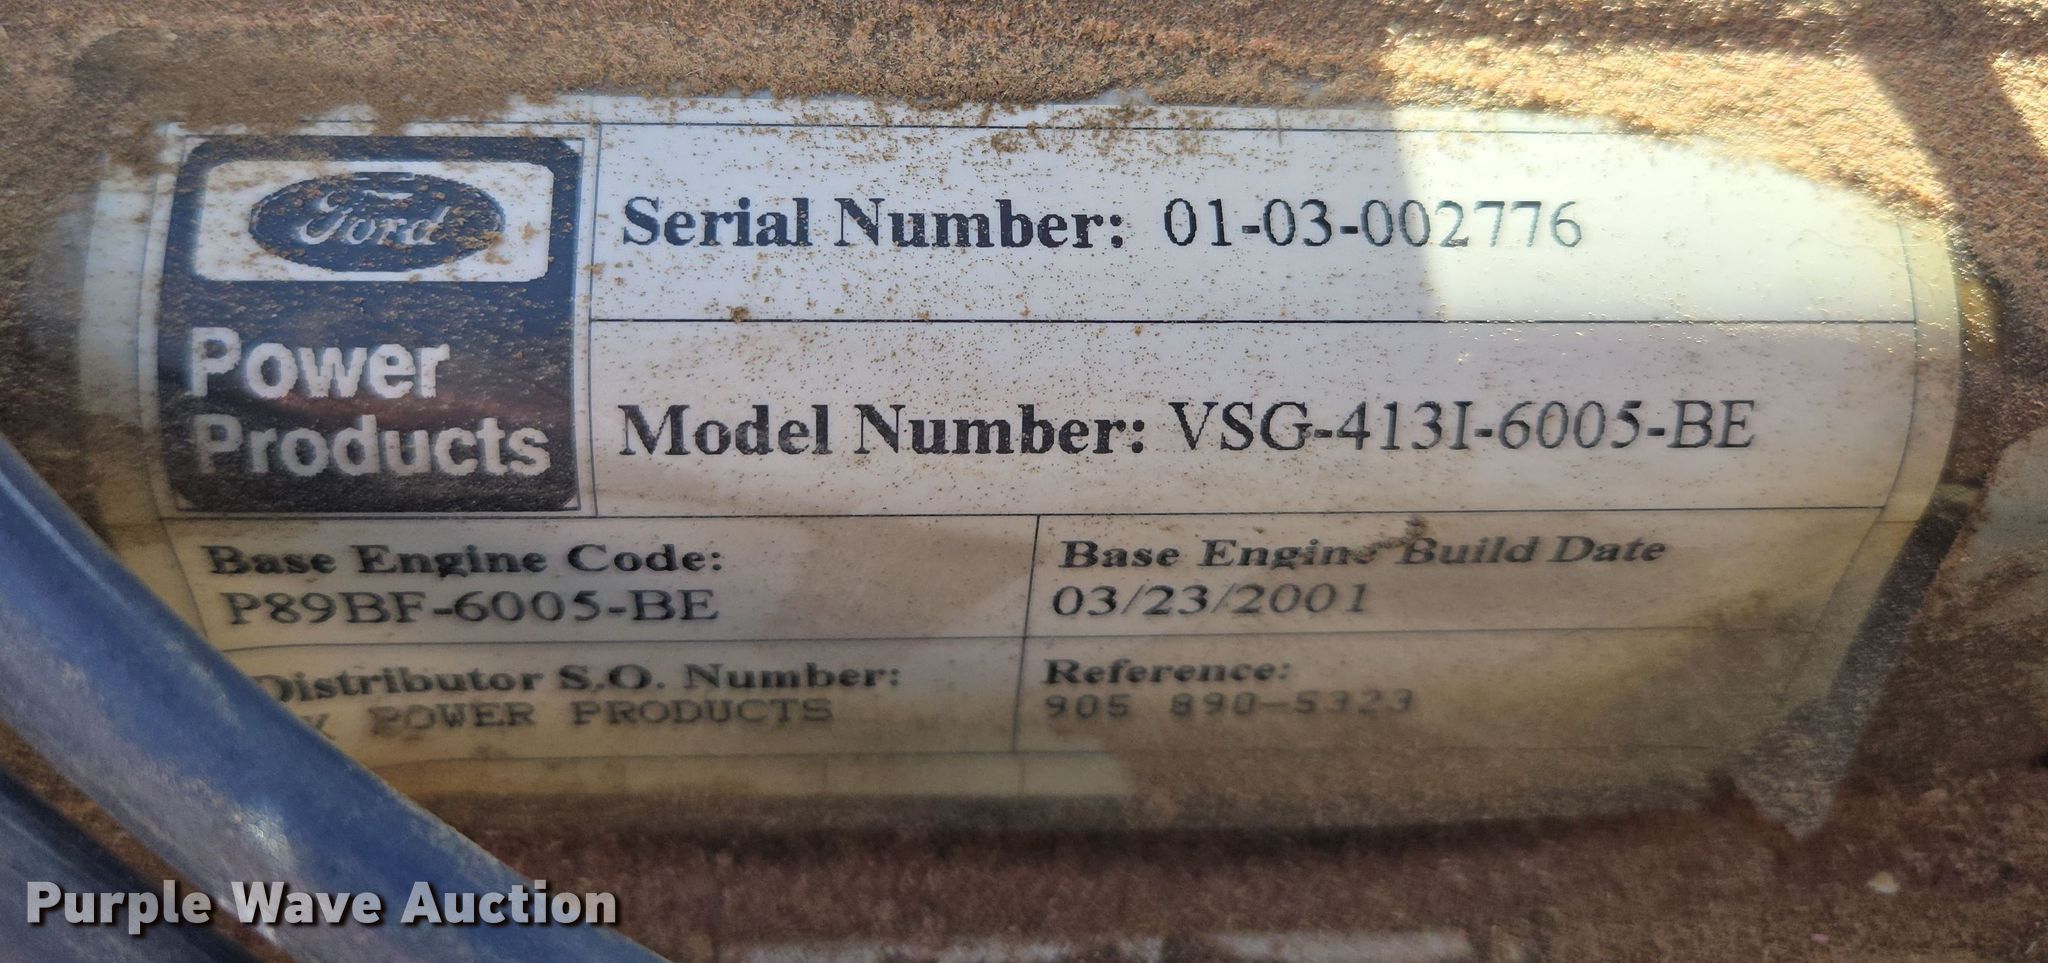 Ford
Power
Products
Serial Number: 01-03-002776
Model Number: VSG-413I-6005-BE
Base Engine Code:
P89BF-6005-BE
Base Engine Build Date
03/23/2001
Distributor S.O. Number:
POWER PRODUCTS
Reference:
905 890-5323
Purple Wave Auction